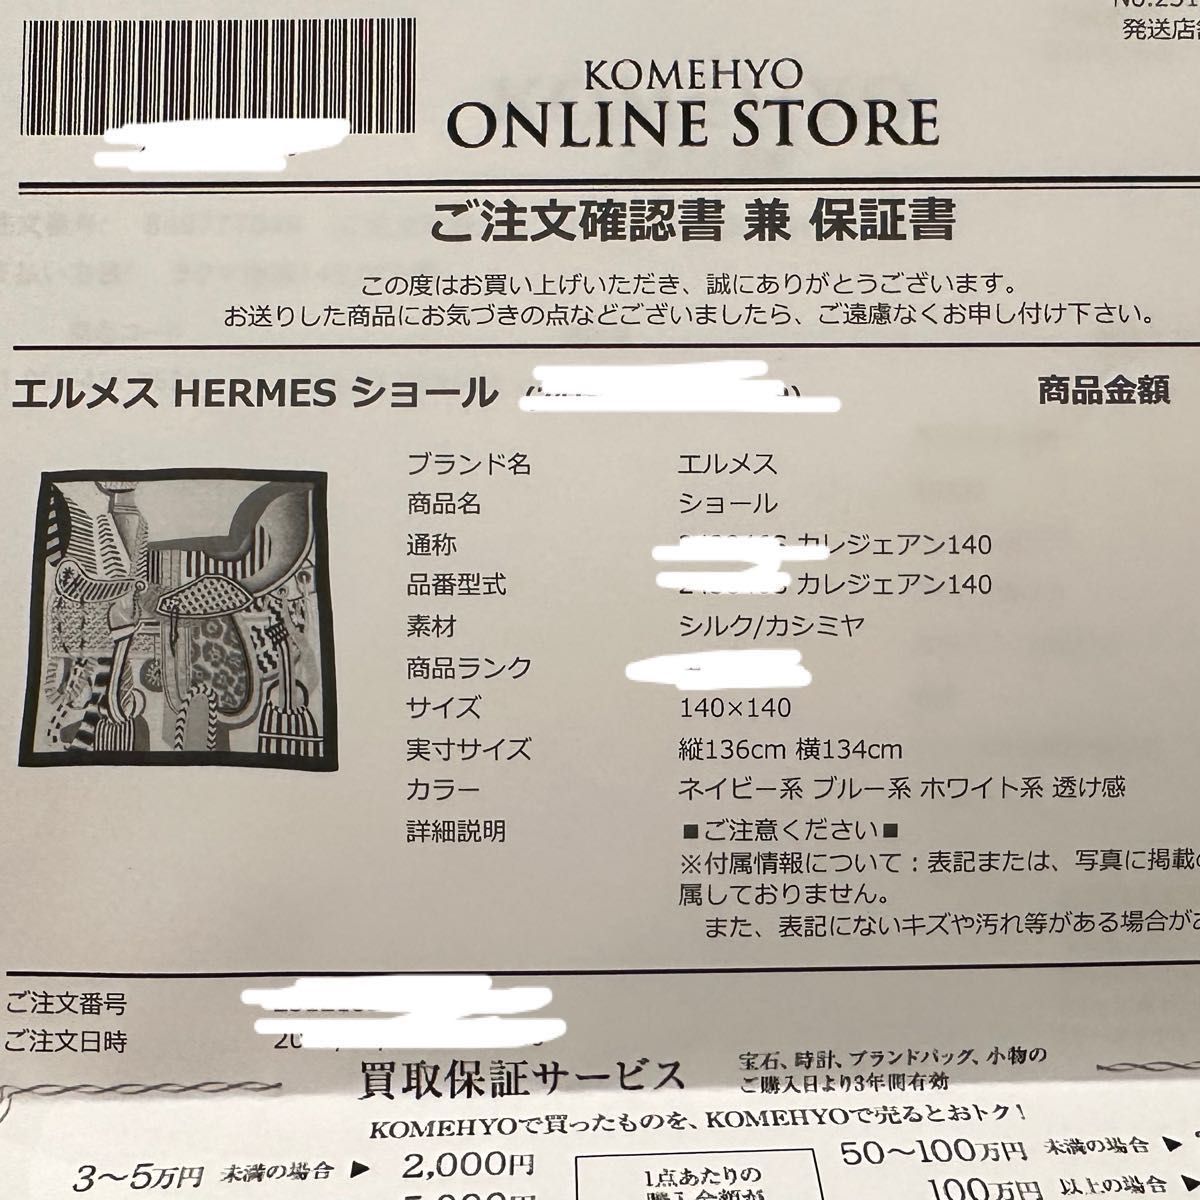 発送店
KOMEHYO
ONLINE STORE
ご注文確認書 兼 保証書
この度はお買い上げいただき、誠にありがとうございます。
お送りした商品にお気づきの点などございましたら、ご遠慮なくお申し付け下さい。
エルメス HERMES ショール
商品金額
ブランド名 エルメス
商品名 ショール
通称 カレジェアン140
品番型式 カレジェアン140
素材 シルク/カシミヤ
商品ランク
サイズ 140×140
実寸サイズ 縦136cm 横134cm
カラー ネイビー系 ブルー系 ホワイト系 透け感
詳細説明 ■ご注意ください■
※付属情報について：表記または、写真に掲載
属しておりません。
また、表記にないキズや汚れ等がある場合が
ご注文番号
ご注文日時 20
買取保証サービス
宝石、時計、ブランドバッグ、小物の
ご購入日より3年間有効
KOMEHYOで買ったものを、KOMEHYOで売るとおトク！
3〜5万円 未満の場合 ▶ 2,000円
1点あたりの
50〜100万円 未満の場合 ▶
100万円 以上の場合 ▶